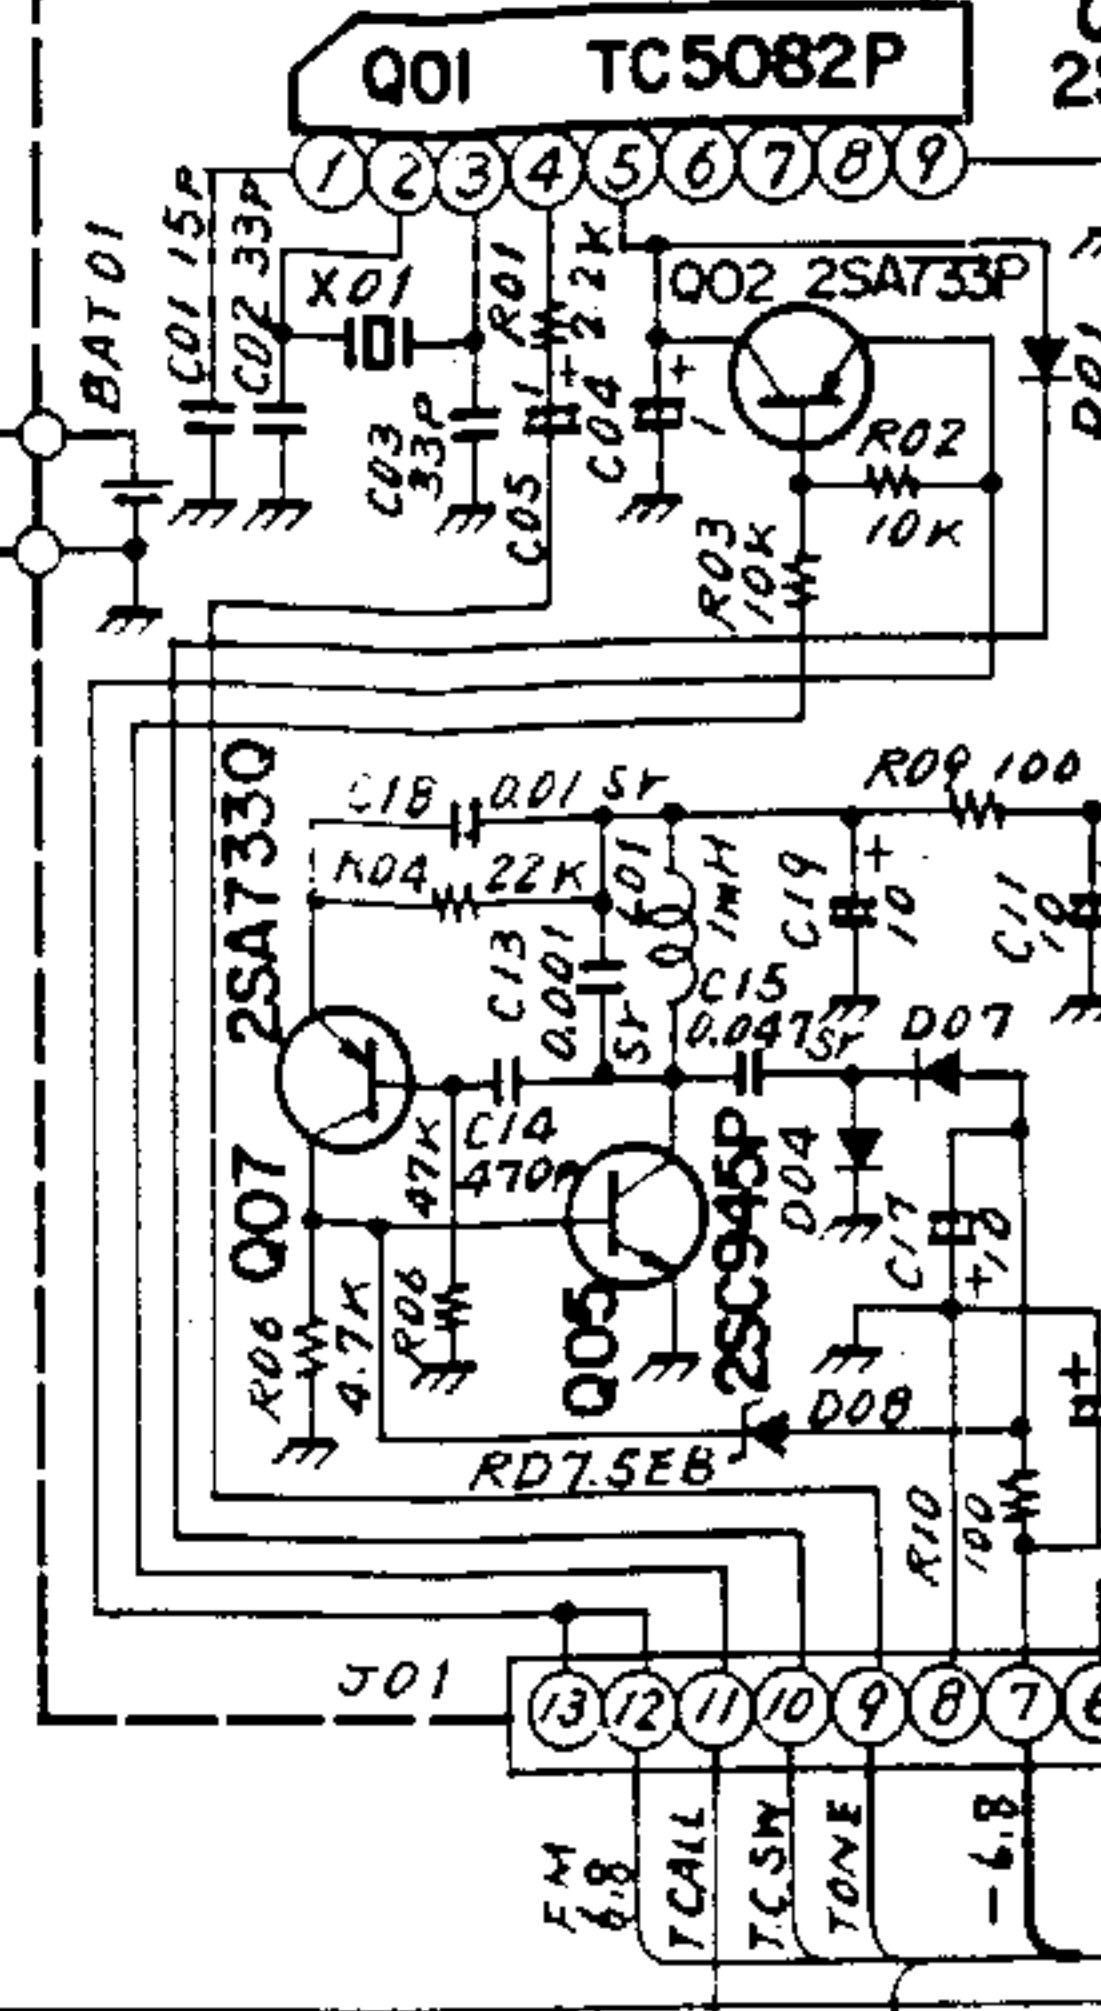 Q01 TC5082P
2S
1 2 3 4 5 6 7 8 9
BAT01
C01 15P
C02 33P
X01
R01
2.2K
Q02 2SA733P
C03
33P
C05 1
+
C04
+
1
R02
10K
R03
10K
D01
2SA733Q
Q07
C18 0.01 Sr
R04 22K
L01
1mH
R09 100
C19
+
10
C11
10
C13
0.001
Sr
C15
0.047 Sr
D07
C14
470P
47K
R06
Q05
2SC945P
D04
C17
+10
R06
4.7K
D08
RD7.5EB
R10
100
+
J01
13 12 11 10 9 8 7 6
FM
6.8
TCALL
T.C.SW
TONE
-6.8